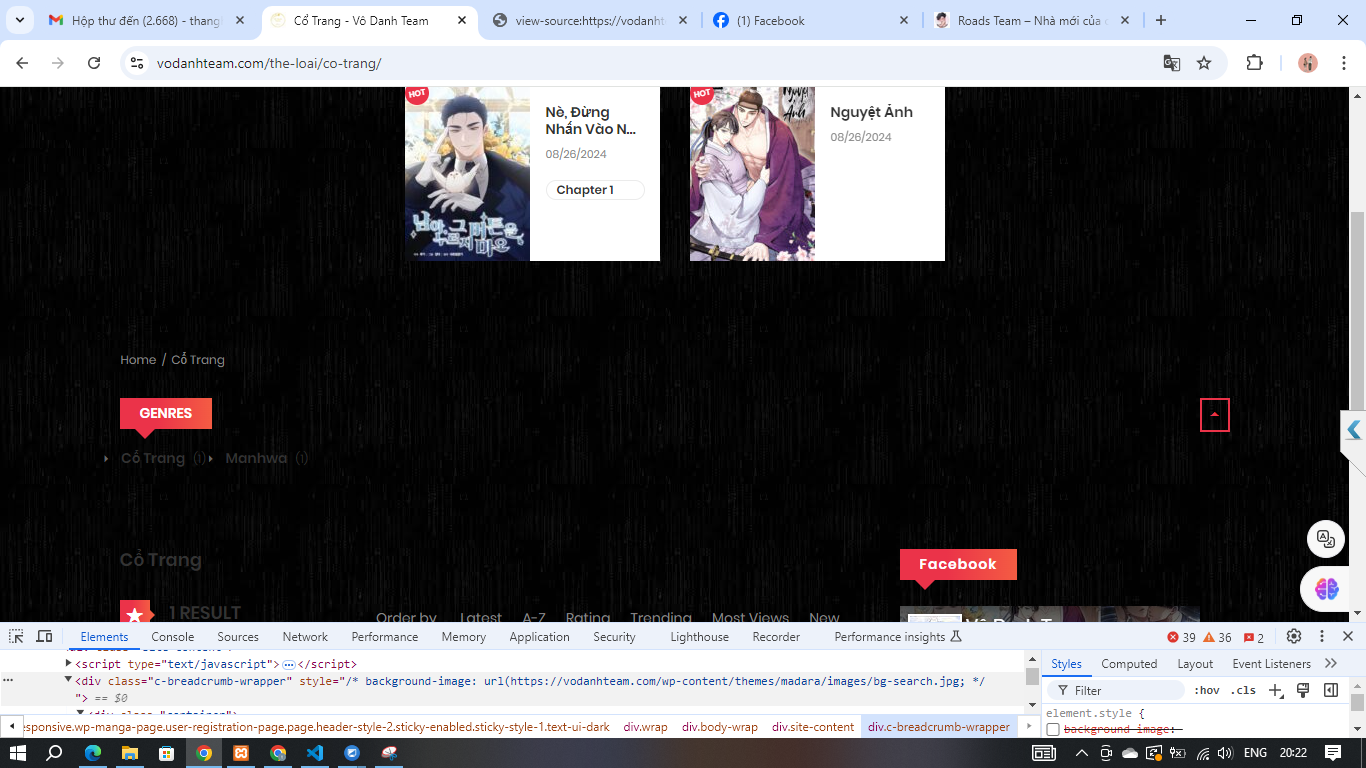 Hộp thư đến (2.668) - thang
Cổ Trang - Vô Danh Team
view-source:https://vodanht
(1) Facebook
Roads Team – Nhà mới của c
vodanhteam.com/the-loai/co-trang/
HOT
Nè, Đừng
Nhấn Vào N...
08/26/2024
Chapter 1
HOT
Nguyệt Ảnh
08/26/2024
Home / Cổ Trang
GENRES
Cổ Trang (1) Manhwa (1)
Cổ Trang
Facebook
1 RESULT
Order by Latest A-Z Rating Trending Most Views New
Elements Console Sources Network Performance Memory Application Security Lighthouse Recorder Performance insights 39 36 2
<script type="text/javascript"> </script>
<div class="c-breadcrumb-wrapper" style="/* background-image: url(https://vodanhteam.com/wp-content/themes/madara/images/bg-search.jpg; */
"> == $0
esponsive.wp-manga-page.user-registration-page.page.header-style-2.sticky-enabled.sticky-style-1.text-ui-dark div.wrap div.body-wrap div.site-content div.c-breadcrumb-wrapper
Styles Computed Layout Event Listeners
Filter :hov .cls
element.style {
background-image:
ENG 20:22